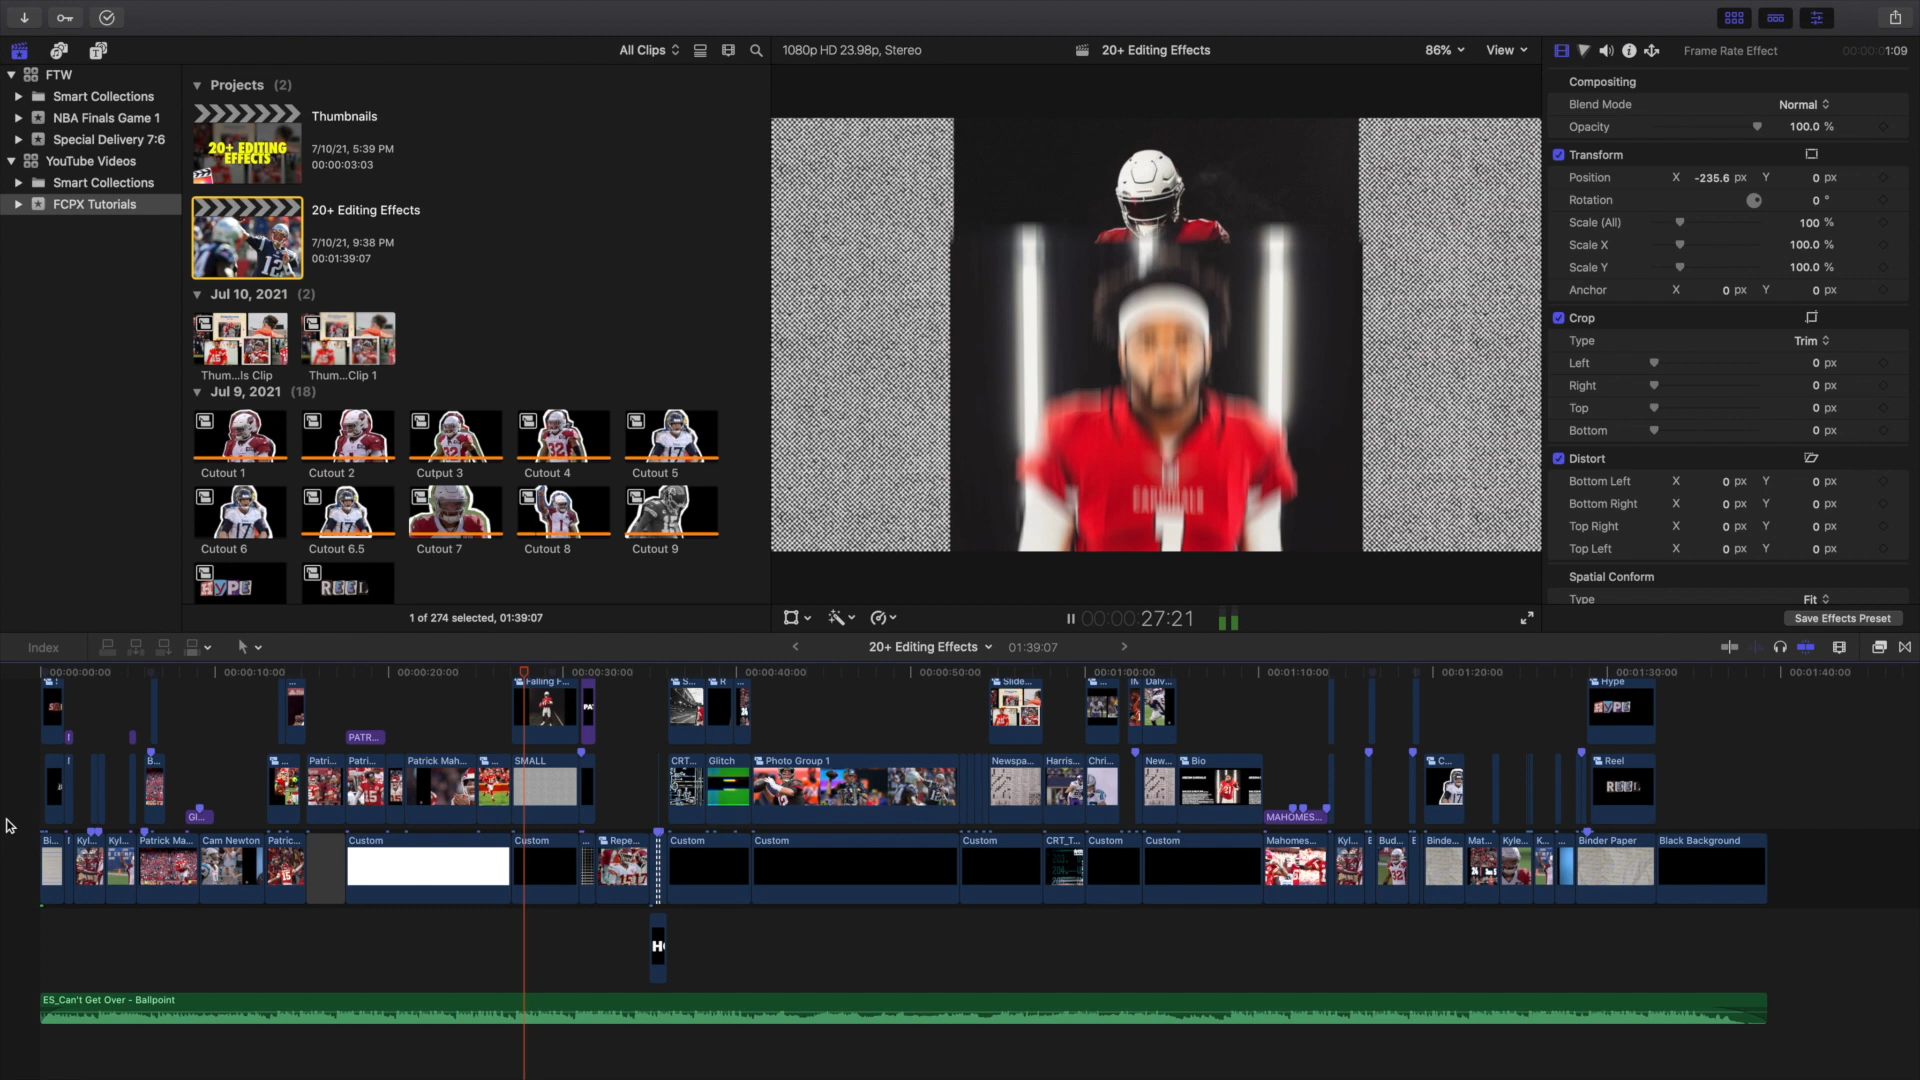 All Clips
1080p HD 23.98p, Stereo
20+ Editing Effects
86%
View
Frame Rate Effect
00:00:01:09
FTW
Smart Collections
NBA Finals Game 1
Special Delivery 7:6
YouTube Videos
Smart Collections
FCPX Tutorials
Projects (2)
20+ EDITING
EFFECTS
Thumbnails
7/10/21, 5:39 PM
00:00:03:03
20+ Editing Effects
7/10/21, 9:38 PM
00:01:39:07
Jul 10, 2021 (2)
Thum...ls Clip
Thum...Clip 1
Jul 9, 2021 (18)
Cutout 1
Cutout 2
Cutput 3
Cutout 4
Cutout 5
Cutout 6
Cutout 6.5
Cutout 7
Cutout 8
Cutout 9
HYPE
REEL
1 of 274 selected, 01:39:07
CARDINALS
1
00:00:00:27:21
Compositing
Blend Mode Normal
Opacity 100.0 %
Transform
Position X -235.6 px Y 0 px
Rotation 0 °
Scale (All) 100 %
Scale X 100.0 %
Scale Y 100.0 %
Anchor X 0 px Y 0 px
Crop
Type Trim
Left 0 px
Right 0 px
Top 0 px
Bottom 0 px
Distort
Bottom Left X 0 px Y 0 px
Bottom Right X 0 px Y 0 px
Top Right X 0 px Y 0 px
Top Left X 0 px Y 0 px
Spatial Conform
Type Fit
Save Effects Preset
Index
20+ Editing Effects
01:39:07
00:00:00:00 00:00:10:00 00:00:20:00 00:00:30:00 00:00:40:00 00:00:50:00 00:01:00:00 00:01:10:00 00:01:20:00 00:01:30:00 00:01:40:00
Falling F... S... R Slide... ... Dalv... Hype
PATR...
HYPE
B... ... Patri... Patri... Patrick Mah... ... SMALL CRT... Glitch Photo Group 1 Newspa... Harris... Chri... New... Bio C... Reel
REEL
Gl...
MAHOMES...
Bi... Kyl... Kyl... Patrick Ma... Cam Newton Patric... Custom Custom ... Repe... Custom Custom Custom CRT_T... Custom Custom Mahomes... Kyl... E Bud... E Binde... Mat... Kyle... K... ... Binder Paper Black Background
ES_Can't Get Over - Ballpoint